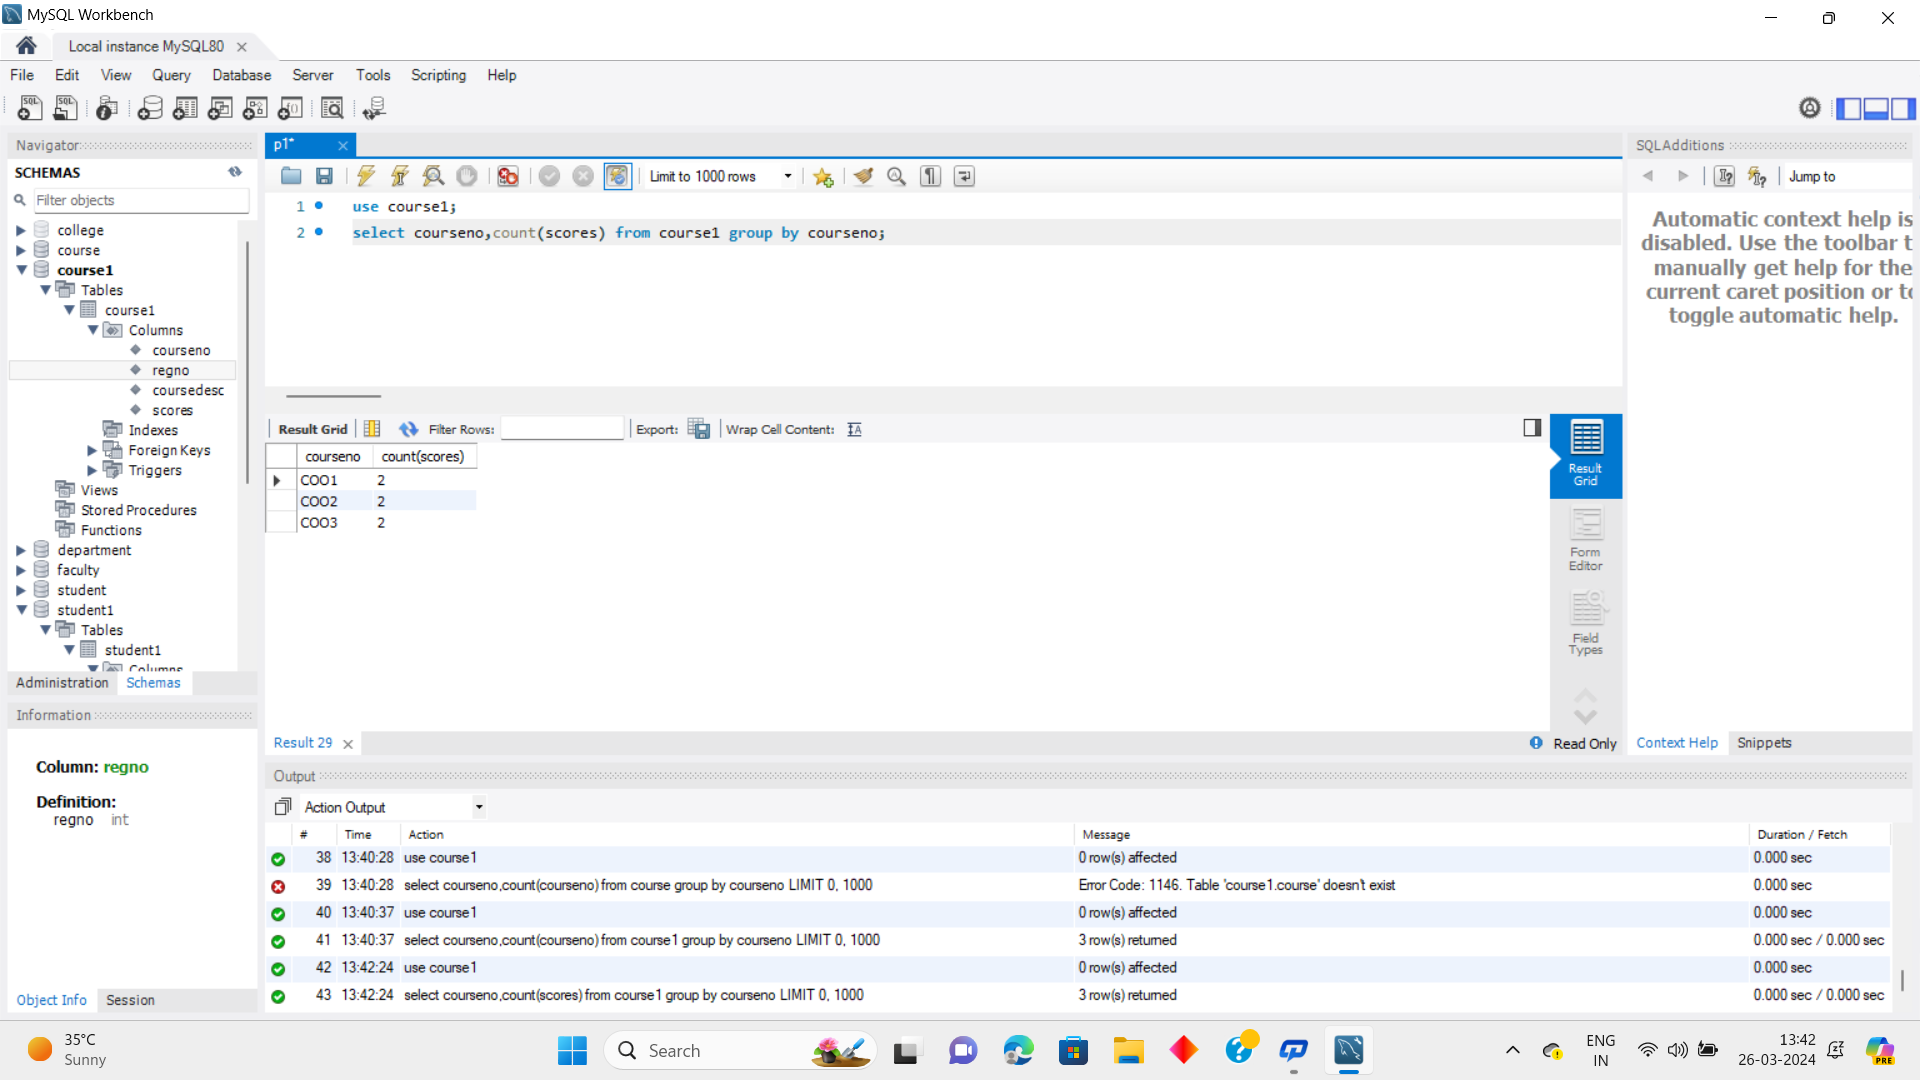 MySQL Workbench
Local instance MySQL80
File Edit View Query Database Server Tools Scripting Help
Navigator
SCHEMAS
Filter objects
college
course
course1
Tables
course1
Columns
courseno
regno
coursedesc
scores
Indexes
Foreign Keys
Triggers
Views
Stored Procedures
Functions
department
faculty
student
student1
Tables
student1
Columns
Administration Schemas
Information
Column: regno
Definition:
regno int
Object Info Session
p1*
Limit to 1000 rows
1 use course1;
2 select courseno,count(scores) from course1 group by courseno;
Result Grid Filter Rows: Export: Wrap Cell Content:
courseno count(scores)
COO1 2
COO2 2
COO3 2
Result Grid
Form Editor
Field Types
Result 29
Read Only
SQLAdditions
Jump to
Automatic context help is
disabled. Use the toolbar t
manually get help for the
current caret position or to
toggle automatic help.
Context Help Snippets
Output
Action Output
# Time Action Message Duration / Fetch
38 13:40:28 use course1 0 row(s) affected 0.000 sec
39 13:40:28 select courseno,count(courseno) from course group by courseno LIMIT 0, 1000 Error Code: 1146. Table 'course1.course' doesn't exist 0.000 sec
40 13:40:37 use course1 0 row(s) affected 0.000 sec
41 13:40:37 select courseno,count(courseno) from course1 group by courseno LIMIT 0, 1000 3 row(s) returned 0.000 sec / 0.000 sec
42 13:42:24 use course1 0 row(s) affected 0.000 sec
43 13:42:24 select courseno,count(scores) from course1 group by courseno LIMIT 0, 1000 3 row(s) returned 0.000 sec / 0.000 sec
35°C
Sunny
Search
ENG
IN
13:42
26-03-2024
PRE